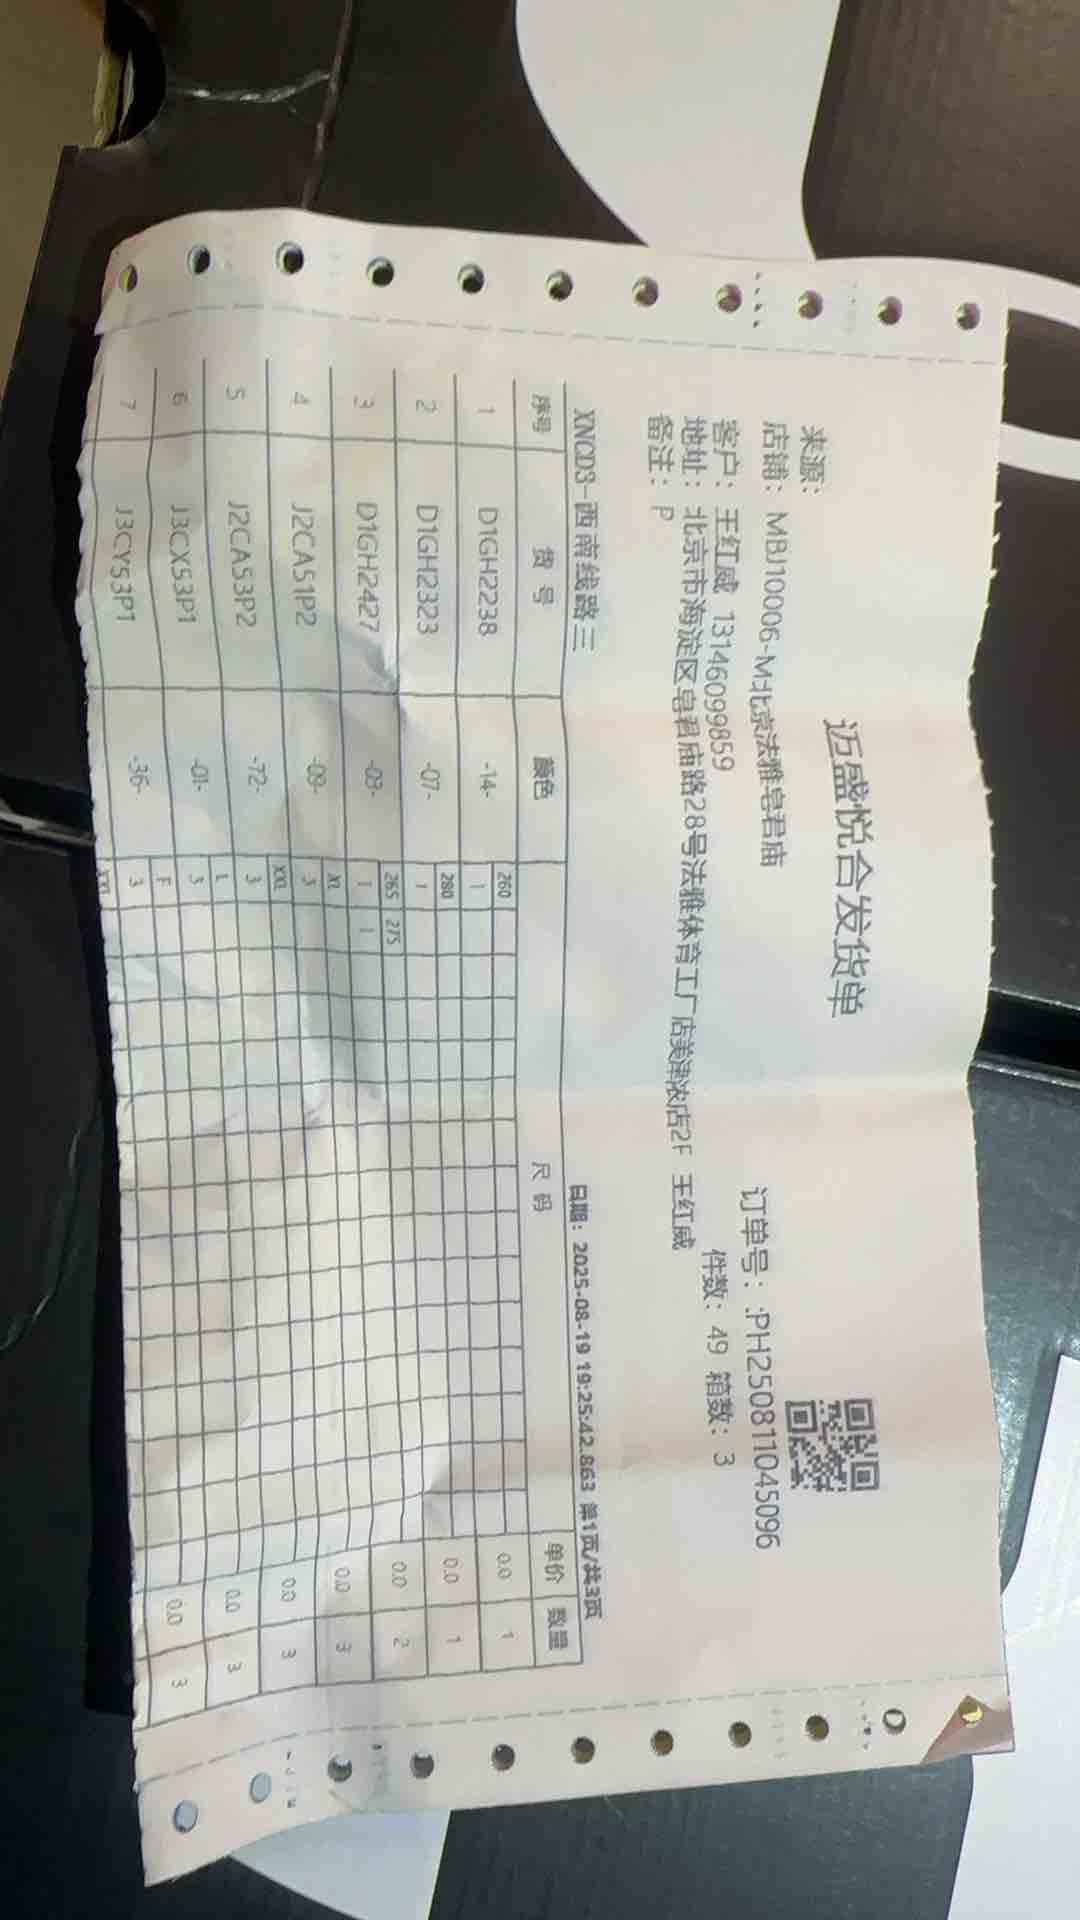 迈盛悦合发货单
来源：
店铺： MBJ10006-M北京法雅皂君庙
订单号： :PH250811045096
客户： 王红威 13146099859
件数： 49 箱数： 3
地址： 北京市海淀区皂君庙路28号法雅体育工厂店美津浓店2F 王红威
备注： P
XNCD3-西南线路三 日期： 2025-08-19 19:25:42.863 第1页/共3页
序号 货 号 颜色 尺 码 单价 数量
260
1 D1GH2238 -14- 1 0.0 1
280
2 D1GH2323 -07- 1 0.0 1
265 275
3 D1GH2427 -09- 1 1 0.0 2
XL
4 J2CA51P2 -09- 3 0.0 3
XXL
5 J2CA53P2 -72- 3 0.0 3
L
6 J3CX53P1 -01- 3 0.0 3
F
7 J3CY53P1 -36- 3 0.0 3
XXL